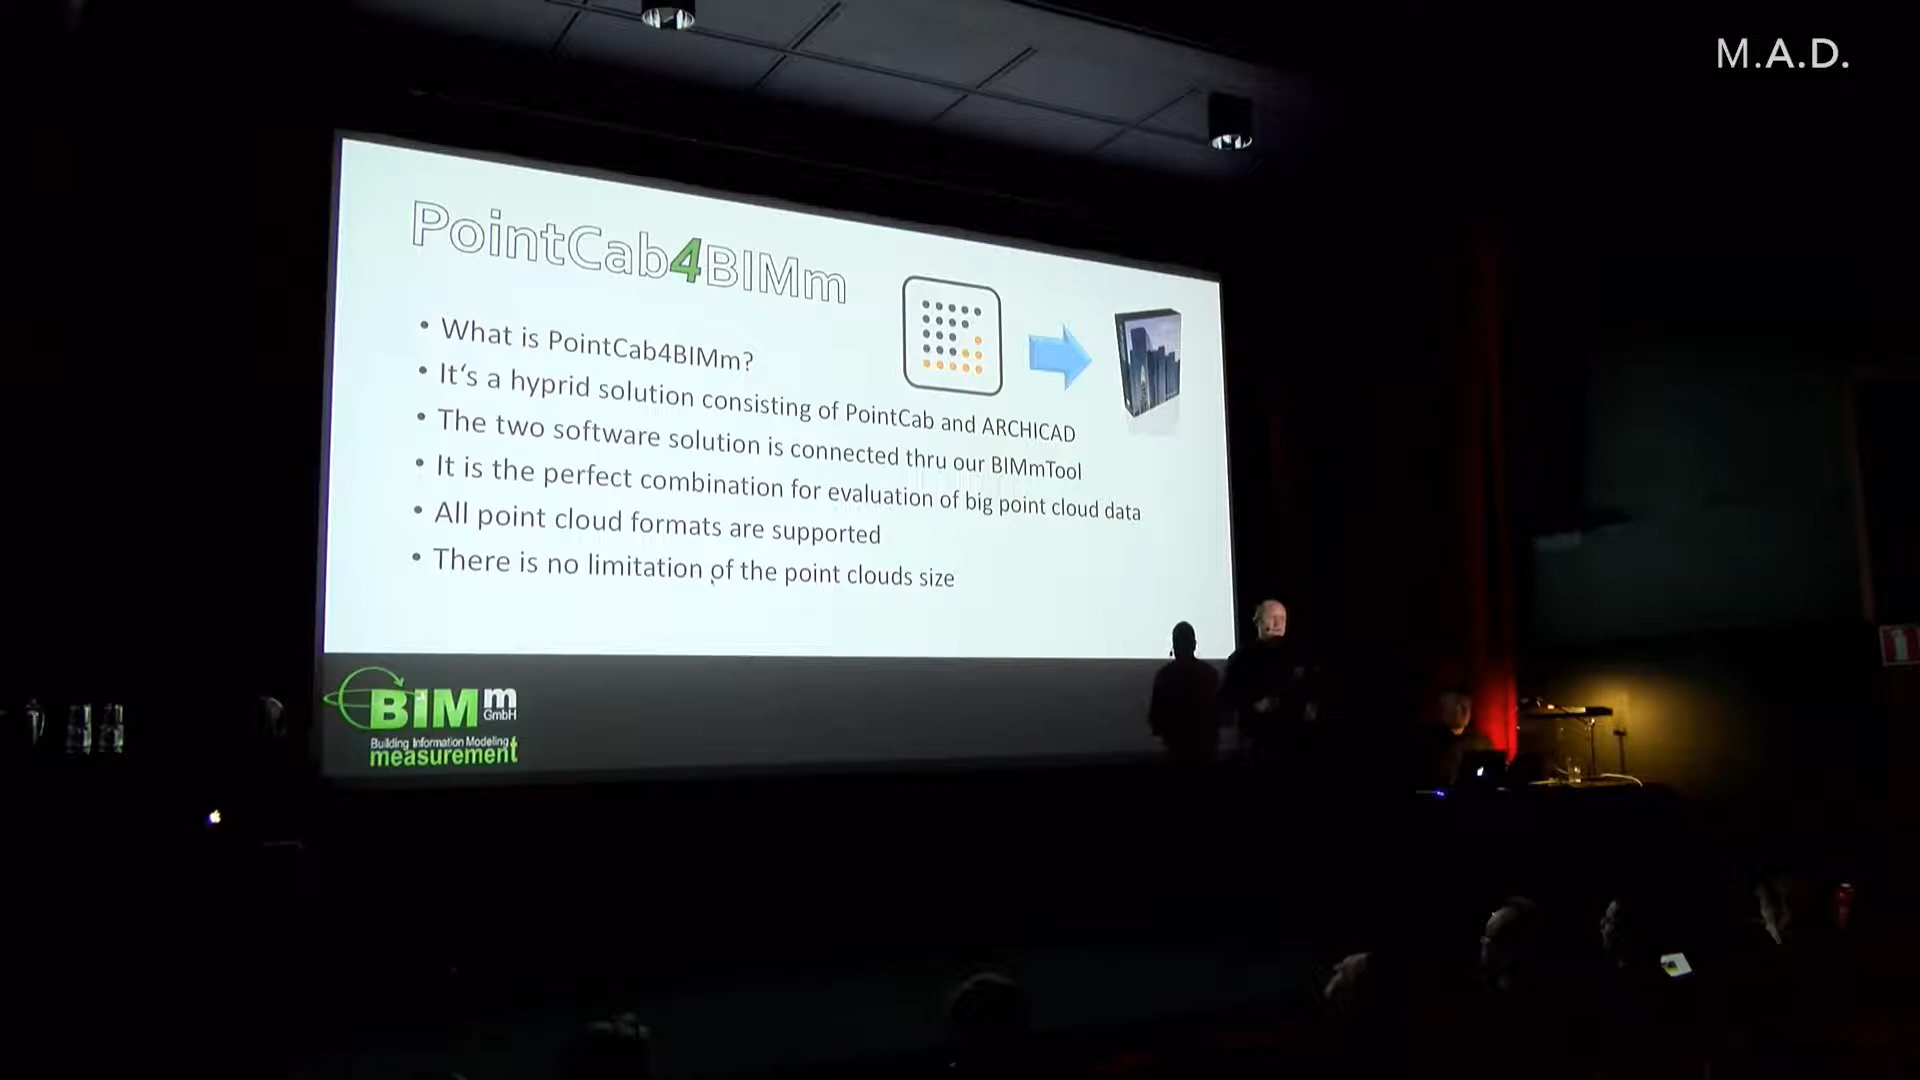 M.A.D.
PointCab4BIMm
• What is PointCab4BIMm?
• It‘s a hyprid solution consisting of PointCab and ARCHICAD
• The two software solution is connected thru our BIMmTool
• It is the perfect combination for evaluation of big point cloud data
• All point cloud formats are supported
• There is no limitation of the point clouds size
BIMm
GmbH
Building Information Modeling
measurement